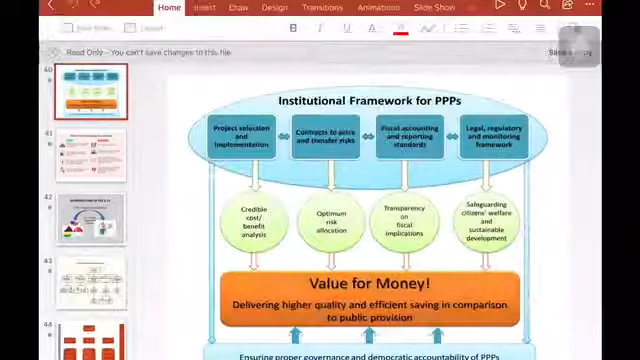 Home Insert Draw Design Transitions Animations Slide Show
B I U A
Read Only - You can't save changes to this file.
40
41
42
43
44
Institutional Framework for PPPs
Project selection
and
implementation
Contracts to price
and transfer risks
Fiscal accounting
and reporting
standards
Legal, regulatory
and monitoring
framework
Credible
cost/
benefit
analysis
Optimum
risk
allocation
Transparency
on
fiscal
implications
Safeguarding
citizens' welfare
and
sustainable
development
Value for Money!
Delivering higher quality and efficient saving in comparison
to public provision
Ensuring proper governance and democratic accountability of PPPs